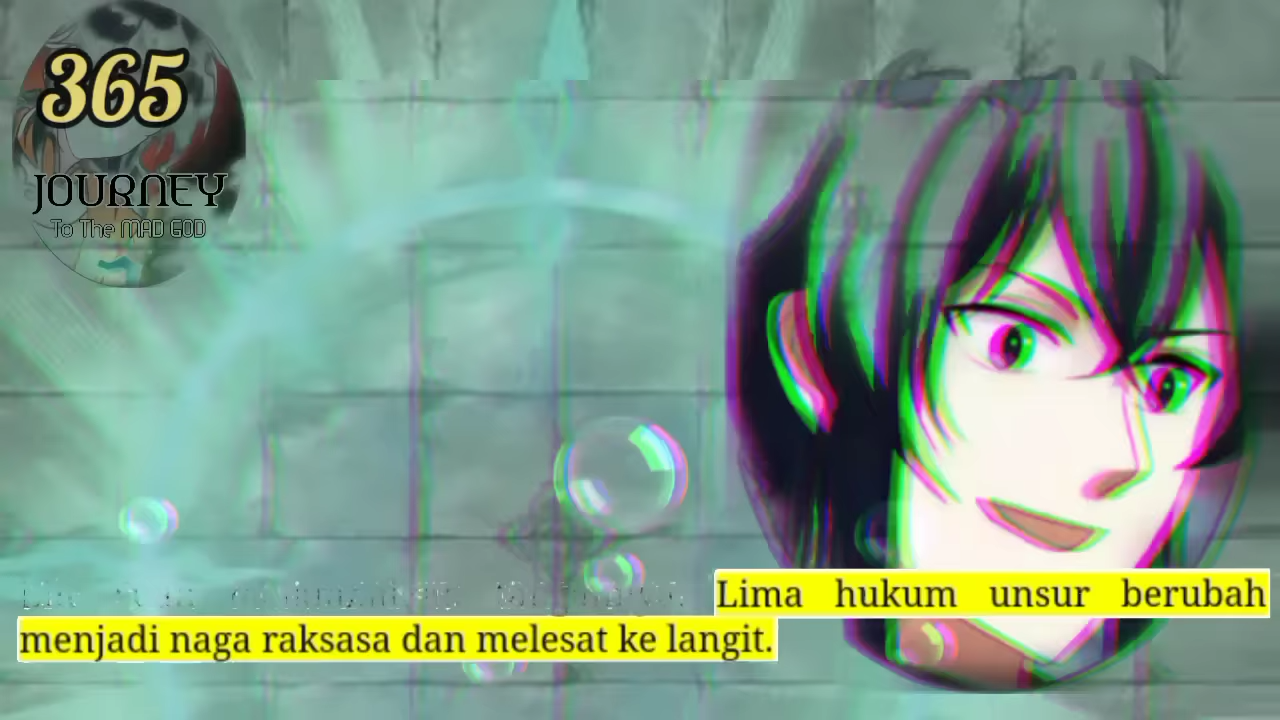 365
JOURNEY
To The MAD GOD
Lima hukum unsur berubah
menjadi naga raksasa dan melesat ke langit.